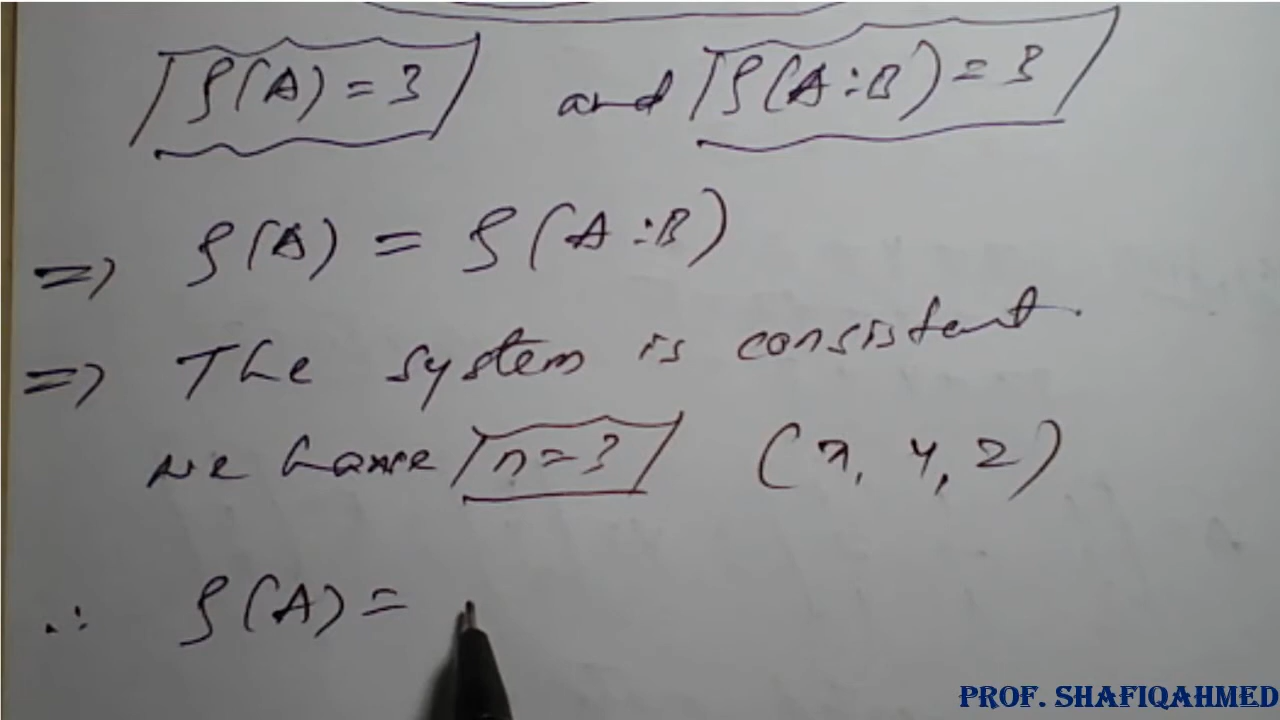 ρ(A) = 3 and ρ(A:B) = 3
=> ρ(A) = ρ(A:B)
=> The system is consistent.
we have n=3 (x, y, z)
∴ ρ(A) =
PROF. SHAFIQAHMED